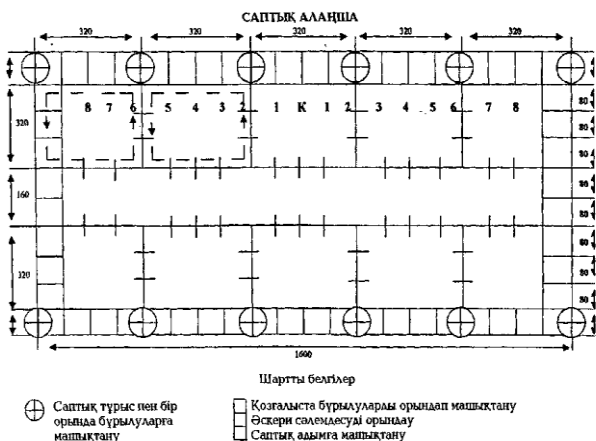 САПТЫҚ АЛАҢША
320 320 320 320 320
8 7 6 5 4 3 2 1 К 1 2 3 4 5 6 7 8
320
160
320
80
80
80
80
80
80
80
80
1600
Шартты белгілер
Саптық тұрыс пен бір
орында бұрылуларға
машықтану
Қозғалыста бұрылуларды орындап машықтану
Әскери сәлемдесуді орындау
Саптық адымға машықтану